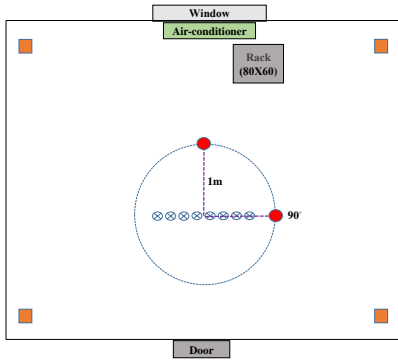 Window
Air-conditioner
Rack
(80X60)
1m
90°
Door